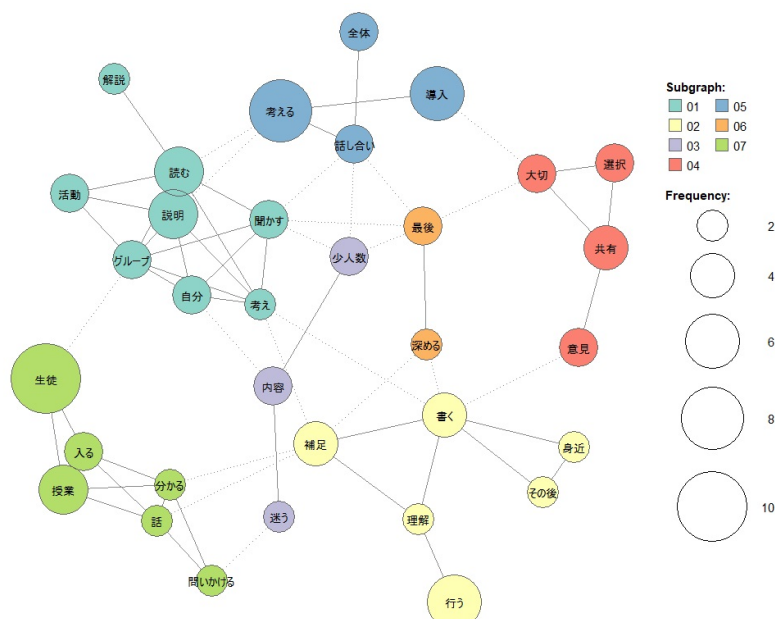 全体
解説
考える
導入
話し合い
読む
大切
選択
活動
説明
聞かす
最後
共有
グループ
少人数
自分
考え
深める
意見
生徒
内容
書く
補足
入る
身近
授業
分かる
その後
話
迷う
理解
問いかける
行う
Subgraph:
01 05
02 06
03 07
04
Frequency:
2
4
6
8
10